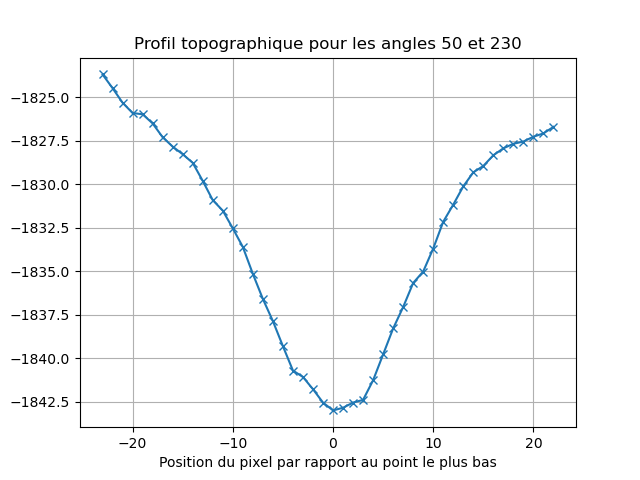 Profil topographique pour les angles 50 et 230
−1825.0
−1827.5
−1830.0
−1832.5
−1835.0
−1837.5
−1840.0
−1842.5
−20 −10 0 10 20
Position du pixel par rapport au point le plus bas